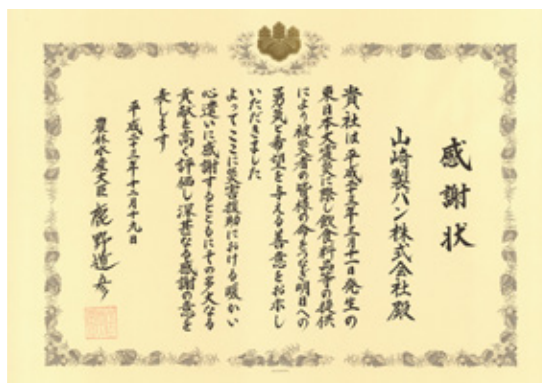 感謝状
山崎製パン株式会社殿
貴社は平成二十三年三月十一日発生の
東日本大震災に際し飲食料品等の提供
により被災者の皆様の命をつなぎ明日への
勇気と希望を与える善意をお示し
いただきました
よってここに災害援助における暖かい
心遣いに感謝するとともにその多大なる
貢献を高く評価し深甚なる感謝の意を
表します
平成二十三年十二月十九日
農林水産大臣 鹿野道彦